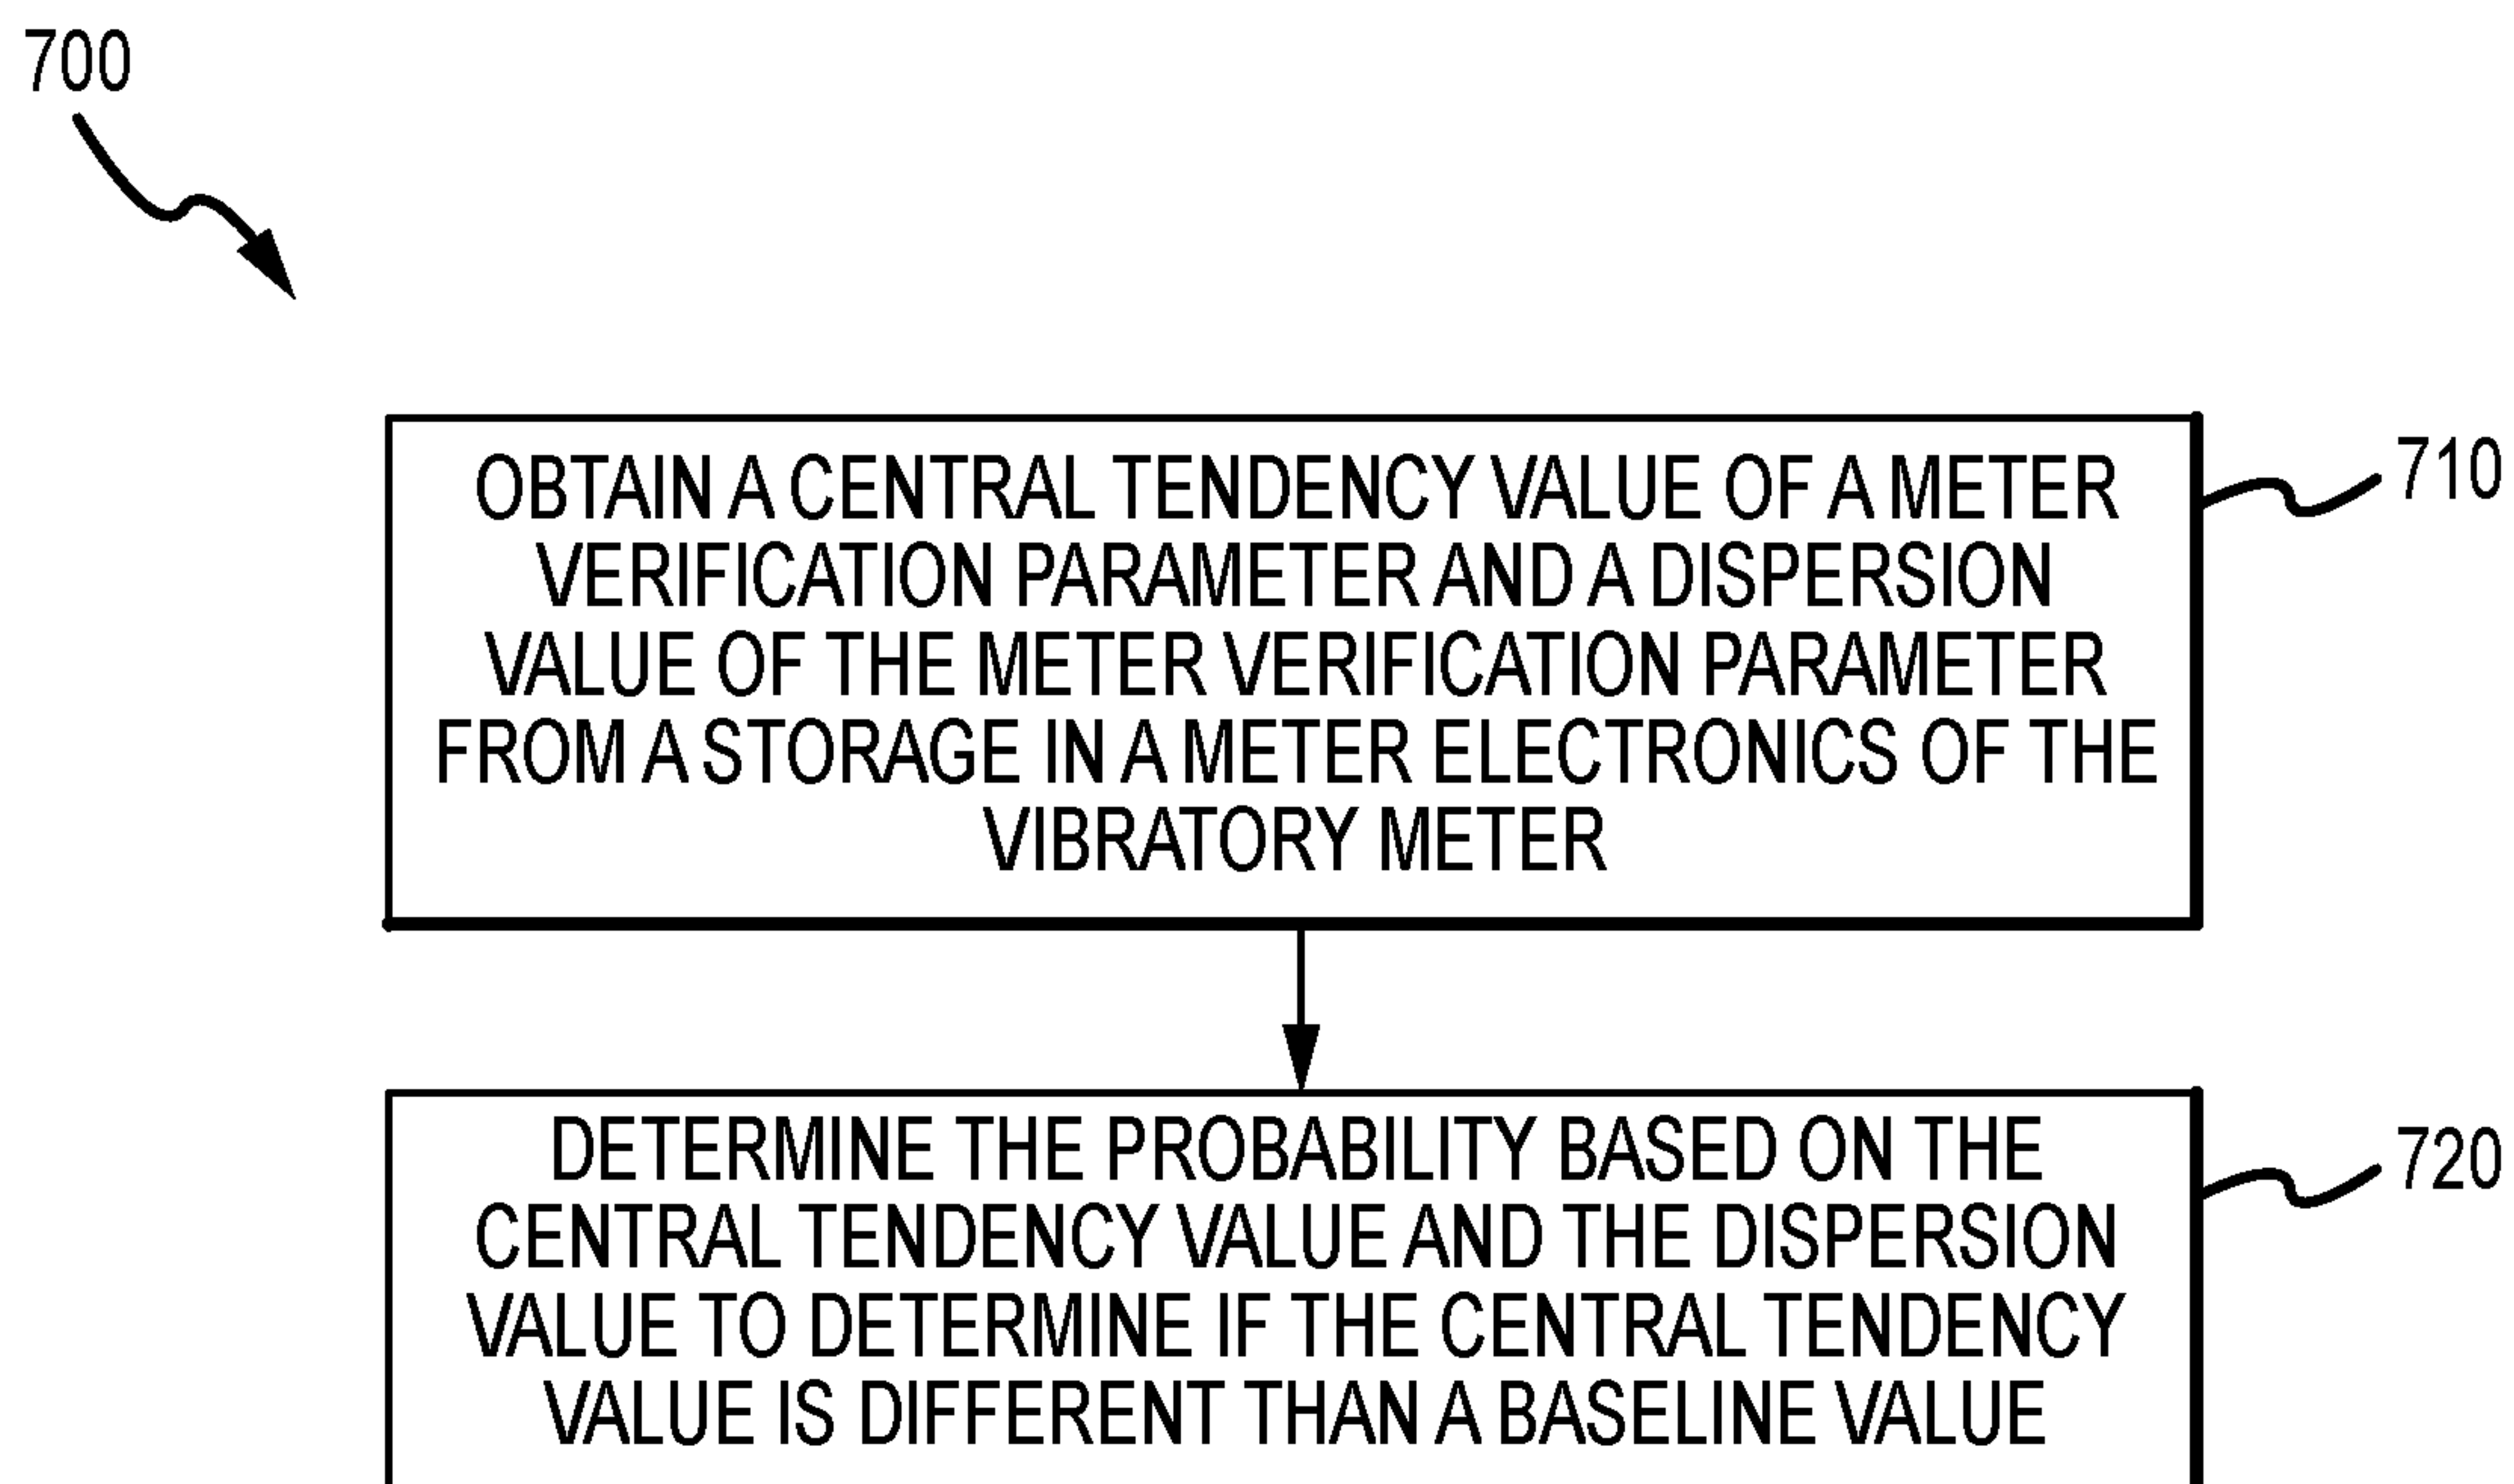 700
OBTAIN A CENTRAL TENDENCY VALUE OF A METER
VERIFICATION PARAMETER AND A DISPERSION
VALUE OF THE METER VERIFICATION PARAMETER
FROM A STORAGE IN A METER ELECTRONICS OF THE
VIBRATORY METER
710
DETERMINE THE PROBABILITY BASED ON THE
CENTRAL TENDENCY VALUE AND THE DISPERSION
VALUE TO DETERMINE IF THE CENTRAL TENDENCY
VALUE IS DIFFERENT THAN A BASELINE VALUE
720